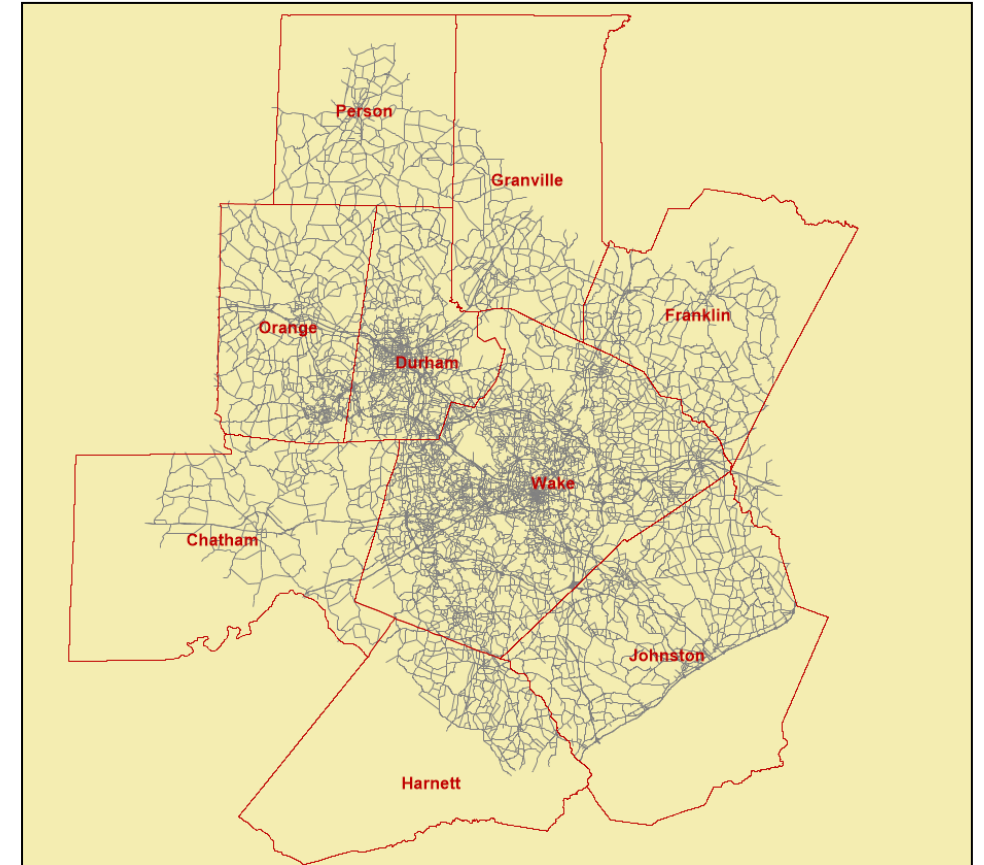 Person
Granville
Franklin
Orange
Durham
Wake
Chatham
Johnston
Harnett